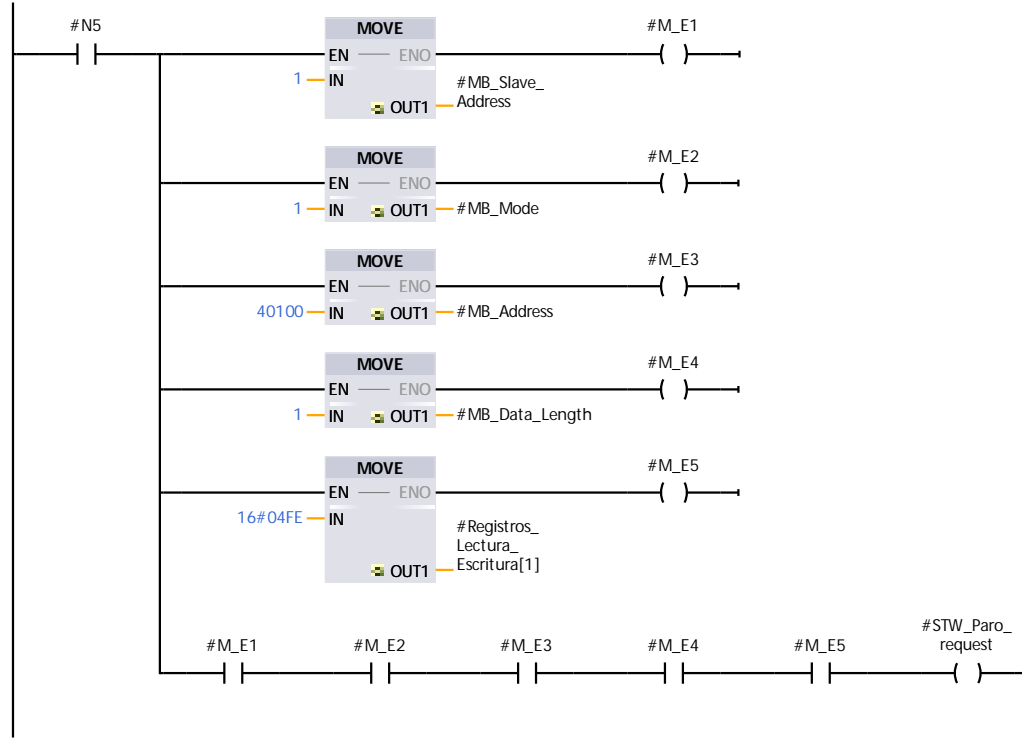 #N5
MOVE
#M_E1
EN
ENO
1
IN
#MB_Slave_
Address
OUT1
MOVE
#M_E2
EN
ENO
1
IN
OUT1
#MB_Mode
MOVE
#M_E3
EN
ENO
40100
IN
OUT1
#MB_Address
MOVE
#M_E4
EN
ENO
1
IN
OUT1
#MB_Data_Length
MOVE
#M_E5
EN
ENO
16#04FE
IN
#Registros_
Lectura_
Escritura[1]
OUT1
#M_E1
#M_E2
#M_E3
#M_E4
#M_E5
#STW_Paro_
request